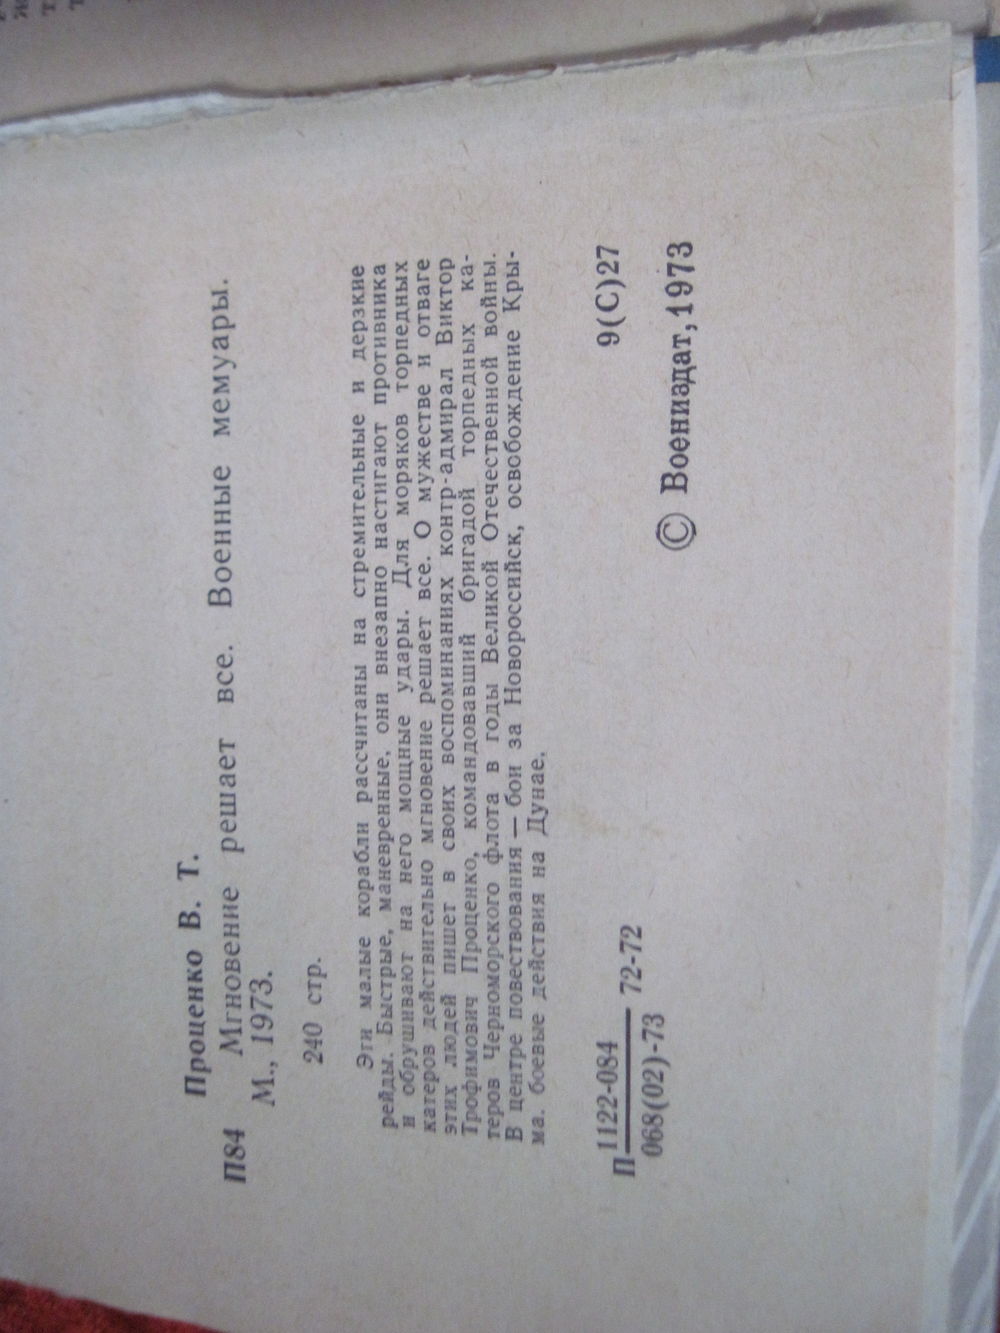 Проценко В. Т.
П84 Мгновение решает все. Военные мемуары.
М., 1973.
240 стр.
Эти малые корабли рассчитаны на стремительные и дерзкие
рейды. Быстрые, маневренные, они внезапно настигают противника
и обрушивают на него мощные удары. Для моряков торпедных
катеров действительно мгновение решает все. О мужестве и отваге
этих людей пишет в своих воспоминаниях контр-адмирал Виктор
Трофимович Проценко, командовавший бригадой торпедных ка-
теров Черноморского флота в годы Великой Отечественной войны.
В центре повествования — бои за Новороссийск, освобождение Кры-
ма, боевые действия на Дунае.
П 1122-084 72-72 9(С)27
068(02)-73
© Воениздат, 1973